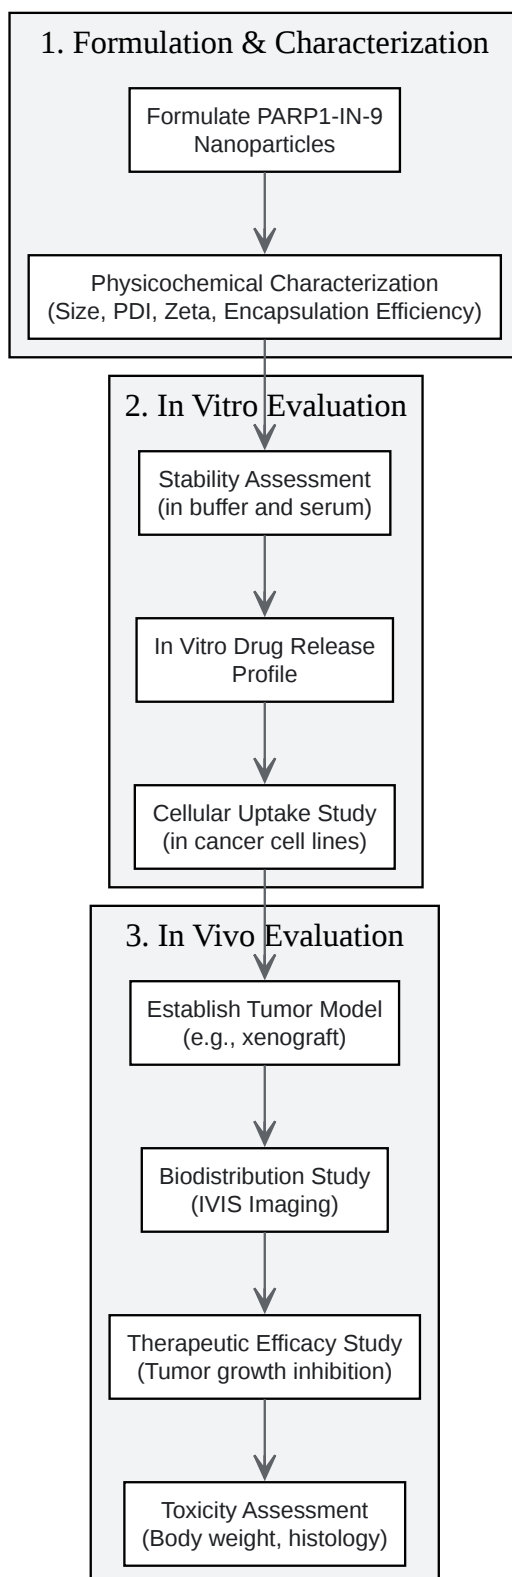 1. Formulation & Characterization
Formulate PARP1-IN-9
Nanoparticles
Physicochemical Characterization
(Size, PDI, Zeta, Encapsulation Efficiency)
2. In Vitro Evaluation
Stability Assessment
(in buffer and serum)
In Vitro Drug Release
Profile
Cellular Uptake Study
(in cancer cell lines)
3. In Vivo Evaluation
Establish Tumor Model
(e.g., xenograft)
Biodistribution Study
(IVIS Imaging)
Therapeutic Efficacy Study
(Tumor growth inhibition)
Toxicity Assessment
(Body weight, histology)